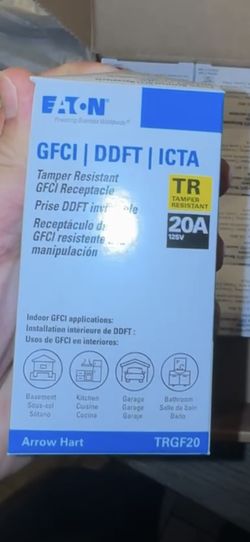 EATON
Powering Business Worldwide
GFCI | DDFT | ICTA
Tamper Resistant
GFCI Receptacle
Prise DDFT
Receptáculo
GFCI resistente
manipulación
TR
TAMPER
RESISTANT
20A
125V
Indoor GFCI applications:
Installation intérieure de DDFT :
Usos de GFCI en interiores:
Basement
Sous-sol
Sótano
Kitchen
Cuisine
Cocina
Garage
Garage
Garaje
Bathroom
Salle de bain
Baño
Arrow Hart
TRGF20